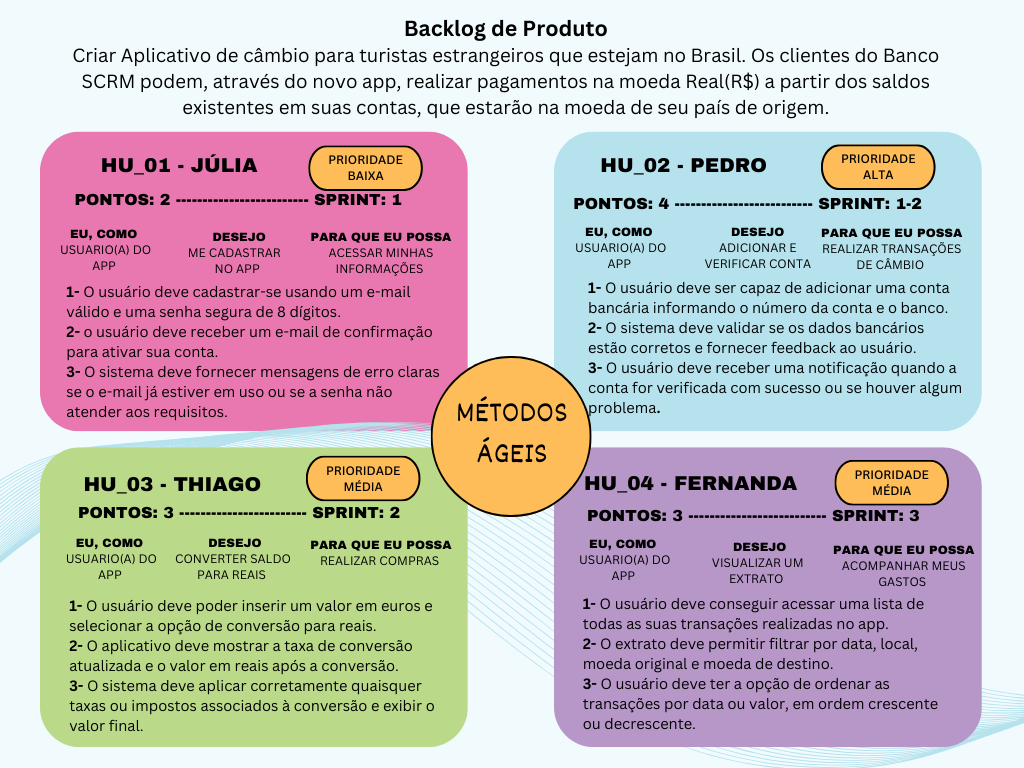 Backlog de Produto
Criar Aplicativo de câmbio para turistas estrangeiros que estejam no Brasil. Os clientes do Banco
SCRM podem, através do novo app, realizar pagamentos na moeda Real(R$) a partir dos saldos
existentes em suas contas, que estarão na moeda de seu país de origem.
HU_01 - JÚLIA
PRIORIDADE
BAIXA
PONTOS: 2 ------------------------- SPRINT: 1
EU, COMO
USUARIO(A) DO
APP
DESEJO
ME CADASTRAR
NO APP
PARA QUE EU POSSA
ACESSAR MINHAS
INFORMAÇÕES
1- O usuário deve cadastrar-se usando um e-mail
válido e uma senha segura de 8 dígitos.
2- o usuário deve receber um e-mail de confirmação
para ativar sua conta.
3- O sistema deve fornecer mensagens de erro claras
se o e-mail já estiver em uso ou se a senha não
atender aos requisitos.
HU_02 - PEDRO
PRIORIDADE
ALTA
PONTOS: 4 -------------------------- SPRINT: 1-2
EU, COMO
USUARIO(A) DO
APP
DESEJO
ADICIONAR E
VERIFICAR CONTA
PARA QUE EU POSSA
REALIZAR TRANSAÇÕES
DE CÂMBIO
1- O usuário deve ser capaz de adicionar uma conta
bancária informando o número da conta e o banco.
2- O sistema deve validar se os dados bancários
estão corretos e fornecer feedback ao usuário.
3- O usuário deve receber uma notificação quando a
conta for verificada com sucesso ou se houver algum
problema.
MÉTODOS
ÁGEIS
HU_03 - THIAGO
PRIORIDADE
MÉDIA
PONTOS: 3 ------------------------ SPRINT: 2
EU, COMO
USUARIO(A) DO
APP
DESEJO
CONVERTER SALDO
PARA REAIS
PARA QUE EU POSSA
REALIZAR COMPRAS
1- O usuário deve poder inserir um valor em euros e
selecionar a opção de conversão para reais.
2- O aplicativo deve mostrar a taxa de conversão
atualizada e o valor em reais após a conversão.
3- O sistema deve aplicar corretamente quaisquer
taxas ou impostos associados à conversão e exibir o
valor final.
HU_04 - FERNANDA
PRIORIDADE
MÉDIA
PONTOS: 3 -------------------------- SPRINT: 3
EU, COMO
USUARIO(A) DO
APP
DESEJO
VISUALIZAR UM
EXTRATO
PARA QUE EU POSSA
ACOMPANHAR MEUS
GASTOS
1- O usuário deve conseguir acessar uma lista de
todas as suas transações realizadas no app.
2- O extrato deve permitir filtrar por data, local,
moeda original e moeda de destino.
3- O usuário deve ter a opção de ordenar as
transações por data ou valor, em ordem crescente
ou decrescente.